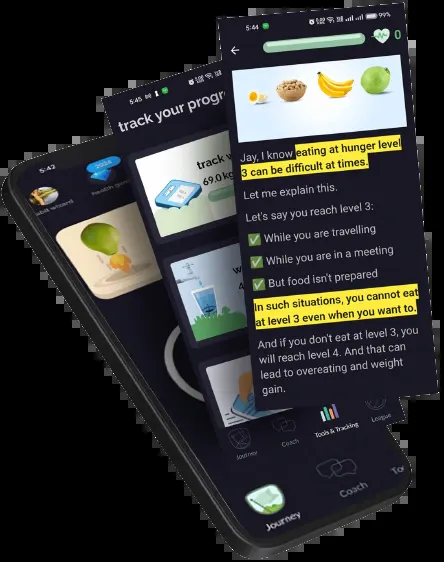 5:44
99%
0
Jay, I know eating at hunger level
3 can be difficult at times.
Let me explain this.
Let's say you reach level 3:
✅ While you are travelling
✅ While you are in a meeting
✅ But food isn't prepared
In such situations, you cannot eat
at level 3 even when you want to.
And if you don't eat at level 3, you
will reach level 4. And that can
lead to overeating and weight
gain.
5:45
track your progr
track w
69.0 kg
w
4
Journey
Coach
Tools & Tracking
League
5:42
Journey
Coach
To